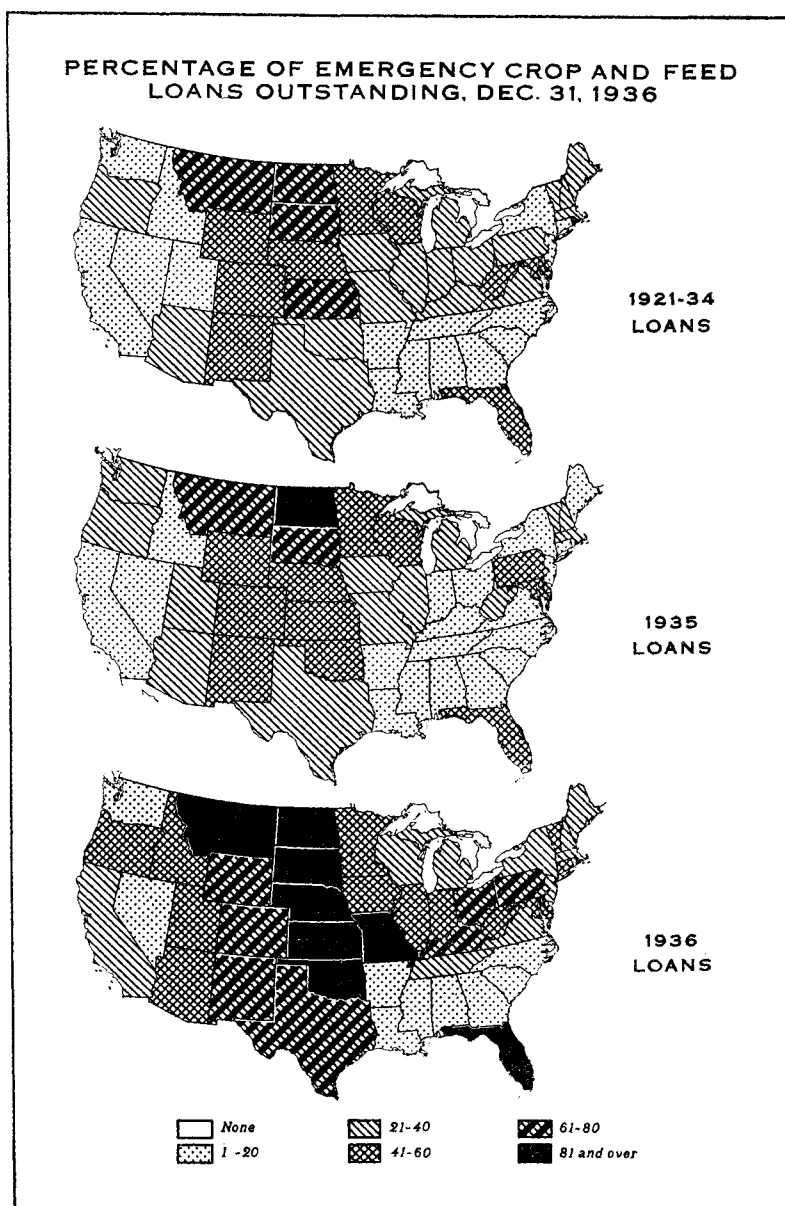 PERCENTAGE OF EMERGENCY CROP AND FEED
LOANS OUTSTANDING, DEC. 31, 1936
1921-34
LOANS
1935
LOANS
1936
LOANS
None
21-40
61-80
1 -20
41-60
81 and over